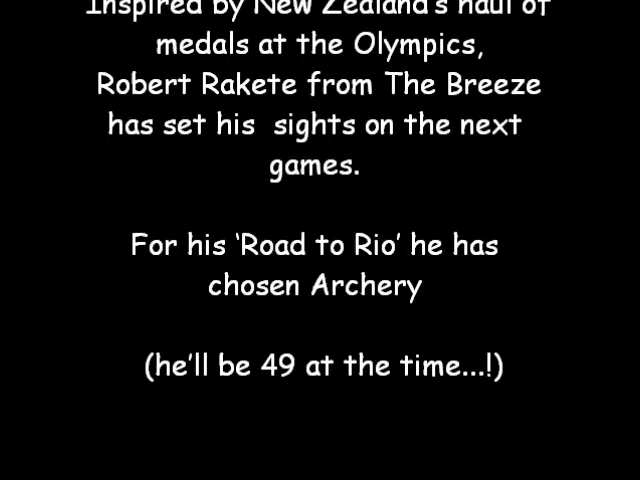 Inspired by New Zealand's haul of
medals at the Olympics,
Robert Rakete from The Breeze
has set his sights on the next
games.
For his ‘Road to Rio’ he has
chosen Archery
(he’ll be 49 at the time...!)